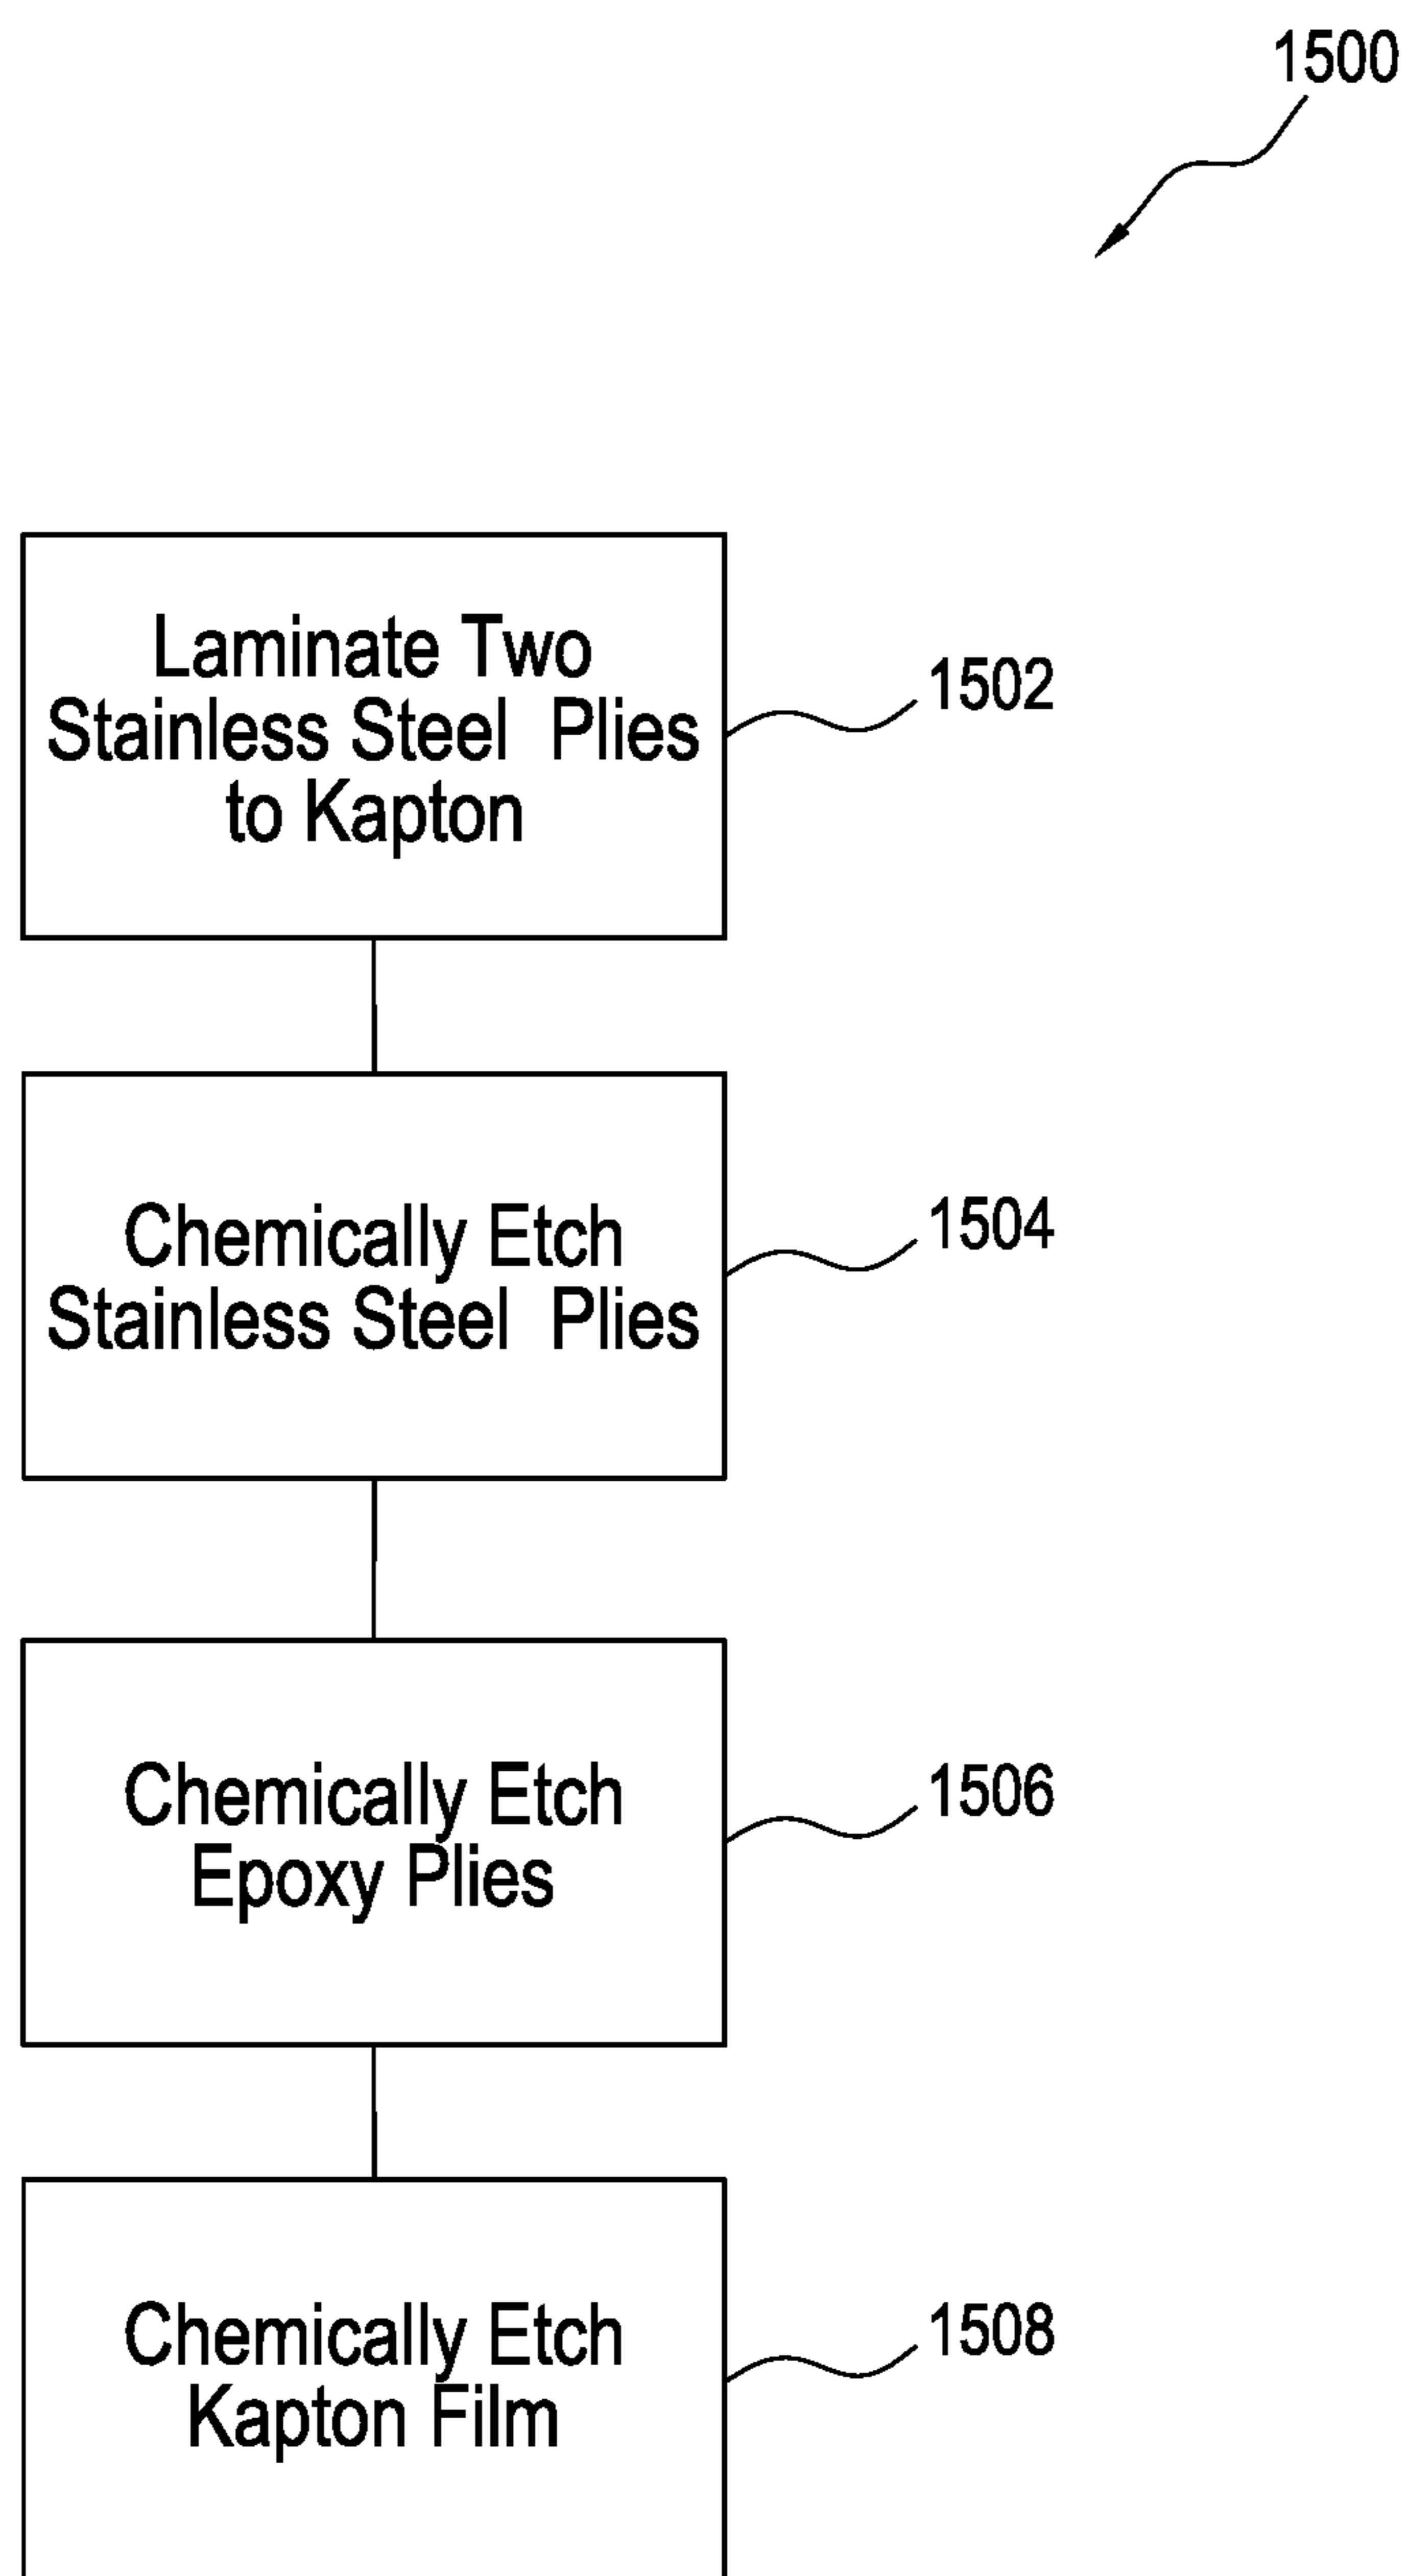 1500
Laminate Two
Stainless Steel Plies
to Kapton
1502
Chemically Etch
Stainless Steel Plies
1504
Chemically Etch
Epoxy Plies
1506
Chemically Etch
Kapton Film
1508